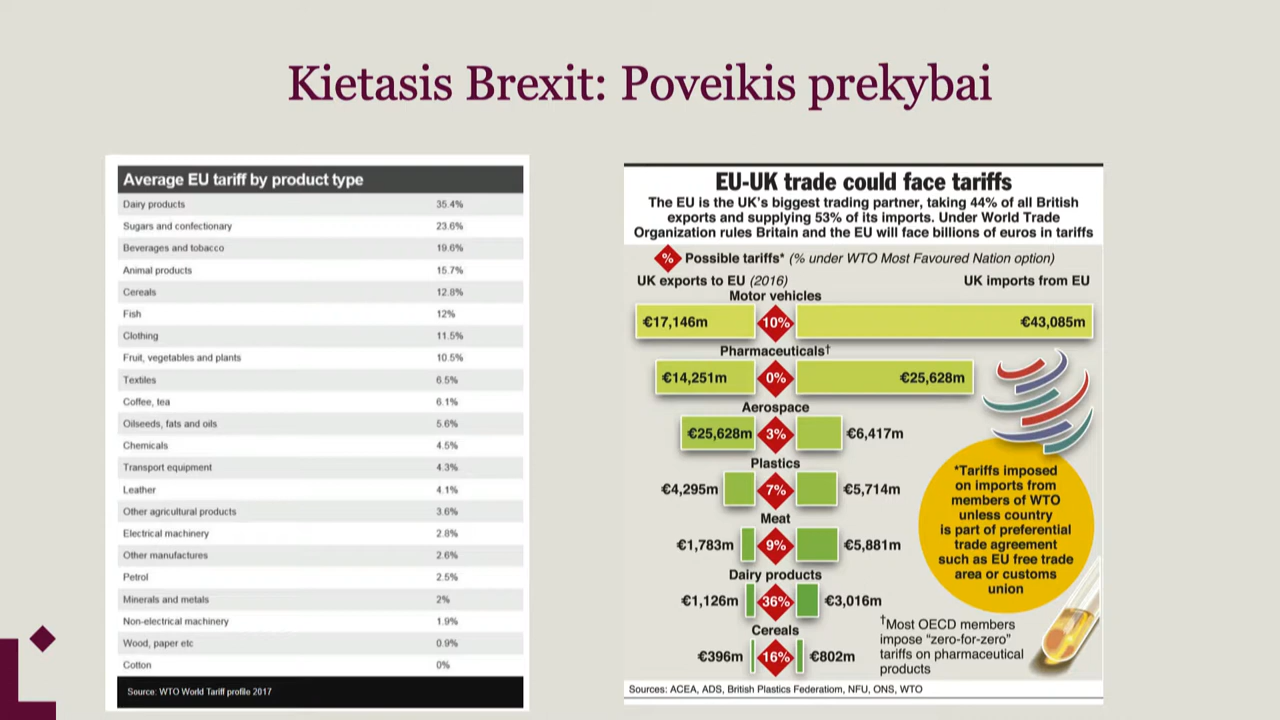 Kietasis Brexit: Poveikis prekybai
Average EU tariff by product type
Dairy products 35.4%
Sugars and confectionary 23.6%
Beverages and tobacco 19.6%
Animal products 15.7%
Cereals 12.8%
Fish 12%
Clothing 11.5%
Fruit, vegetables and plants 10.5%
Textiles 6.5%
Coffee, tea 6.1%
Oilseeds, fats and oils 5.6%
Chemicals 4.5%
Transport equipment 4.3%
Leather 4.1%
Other agricultural products 3.6%
Electrical machinery 2.8%
Other manufactures 2.6%
Petrol 2.5%
Minerals and metals 2%
Non-electrical machinery 1.9%
Wood, paper etc 0.9%
Cotton 0%
Source: WTO World Tariff profile 2017
EU-UK trade could face tariffs
The EU is the UK's biggest trading partner, taking 44% of all British
exports and supplying 53% of its imports. Under World Trade
Organization rules Britain and the EU will face billions of euros in tariffs
% Possible tariffs* (% under WTO Most Favoured Nation option)
UK exports to EU (2016) UK imports from EU
Motor vehicles
€17,146m 10% €43,085m
Pharmaceuticals†
€14,251m 0% €25,628m
Aerospace
€25,628m 3% €6,417m
Plastics
€4,295m 7% €5,714m
Meat
€1,783m 9% €5,881m
Dairy products
€1,126m 36% €3,016m
Cereals
€396m 16% €802m
*Tariffs imposed
on imports from
members of WTO
unless country
is part of preferential
trade agreement
such as EU free trade
area or customs
union
†Most OECD members
impose “zero-for-zero”
tariffs on pharmaceutical
products
Sources: ACEA, ADS, British Plastics Federatiom, NFU, ONS, WTO